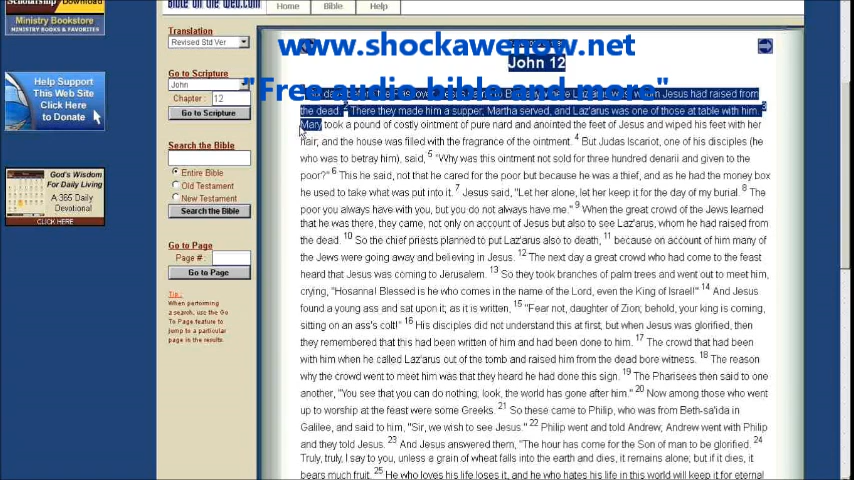 Download
Ministry Bookstore
MINISTRY BOOKS & FAVORITES
Help Support
This Web Site
Click Here
to Donate
God's Wisdom
For Daily Living
A 365 Daily
Devotional
CLICK HERE
Home
Bible
Help
Translation
Revised Std Ver
Go to Scripture
John
Chapter : 12
Go to Scripture
Search the Bible
Entire Bible
Old Testament
New Testament
Search the Bible
Go to Page
Page # :
Go to Page
Tip:
When performing
a search, use the Go
To Page feature to
jump to a particular
page in the results.
www.shockawenow.net
John 12
"Free audio bible and more"
Jesus had raised from
the dead. 2 There they made him a supper; Martha served, and Laz'arus was one of those at table with him. 3
Mary took a pound of costly ointment of pure nard and anointed the feet of Jesus and wiped his feet with her
hair; and the house was filled with the fragrance of the ointment. 4 But Judas Iscariot, one of his disciples (he
who was to betray him), said, 5 "Why was this ointment not sold for three hundred denarii and given to the
poor?" 6 This he said, not that he cared for the poor but because he was a thief, and as he had the money box
he used to take what was put into it. 7 Jesus said, "Let her alone, let her keep it for the day of my burial. 8 The
poor you always have with you, but you do not always have me." 9 When the great crowd of the Jews learned
that he was there, they came, not only on account of Jesus but also to see Laz'arus, whom he had raised from
the dead. 10 So the chief priests planned to put Laz'arus also to death, 11 because on account of him many of
the Jews were going away and believing in Jesus. 12 The next day a great crowd who had come to the feast
heard that Jesus was coming to Jerusalem. 13 So they took branches of palm trees and went out to meet him,
crying, "Hosanna! Blessed is he who comes in the name of the Lord, even the King of Israel!" 14 And Jesus
found a young ass and sat upon it; as it is written, 15 "Fear not, daughter of Zion; behold, your king is coming,
sitting on an ass's colt!" 16 His disciples did not understand this at first; but when Jesus was glorified, then
they remembered that this had been written of him and had been done to him. 17 The crowd that had been
with him when he called Laz'arus out of the tomb and raised him from the dead bore witness. 18 The reason
why the crowd went to meet him was that they heard he had done this sign. 19 The Pharisees then said to one
another, "You see that you can do nothing; look, the world has gone after him." 20 Now among those who went
up to worship at the feast were some Greeks. 21 So these came to Philip, who was from Beth-sa'ida in
Galilee, and said to him, "Sir, we wish to see Jesus." 22 Philip went and told Andrew; Andrew went with Philip
and they told Jesus. 23 And Jesus answered them, "The hour has come for the Son of man to be glorified. 24
Truly, truly, I say to you, unless a grain of wheat falls into the earth and dies, it remains alone; but if it dies, it
bears much fruit. 25 He who loves his life loses it, and he who hates his life in this world will keep it for eternal